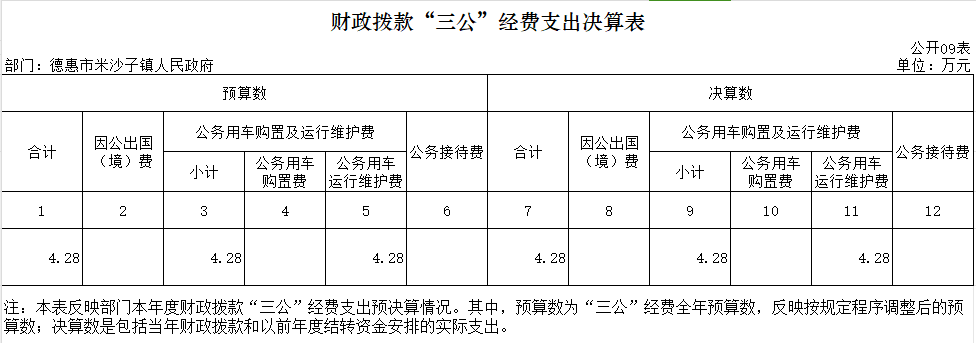 财政拨款“三公”经费支出决算表
公开09表
部门：德惠市米沙子镇人民政府
单位：万元
预算数
决算数
合计
因公出国
（境）费
公务用车购置及运行维护费
公务接待费
合计
因公出国
（境）费
公务用车购置及运行维护费
公务接待费
小计
公务用车
购置费
公务用车
运行维护费
小计
公务用车
购置费
公务用车
运行维护费
1 2 3 4 5 6 7 8 9 10 11 12
4.28 4.28 4.28 4.28 4.28 4.28
注：本表反映部门本年度财政拨款“三公”经费支出预决算情况。其中，预算数为“三公”经费全年预算数，反映按规定程序调整后的预
算数；决算数是包括当年财政拨款和以前年度结转资金安排的实际支出。